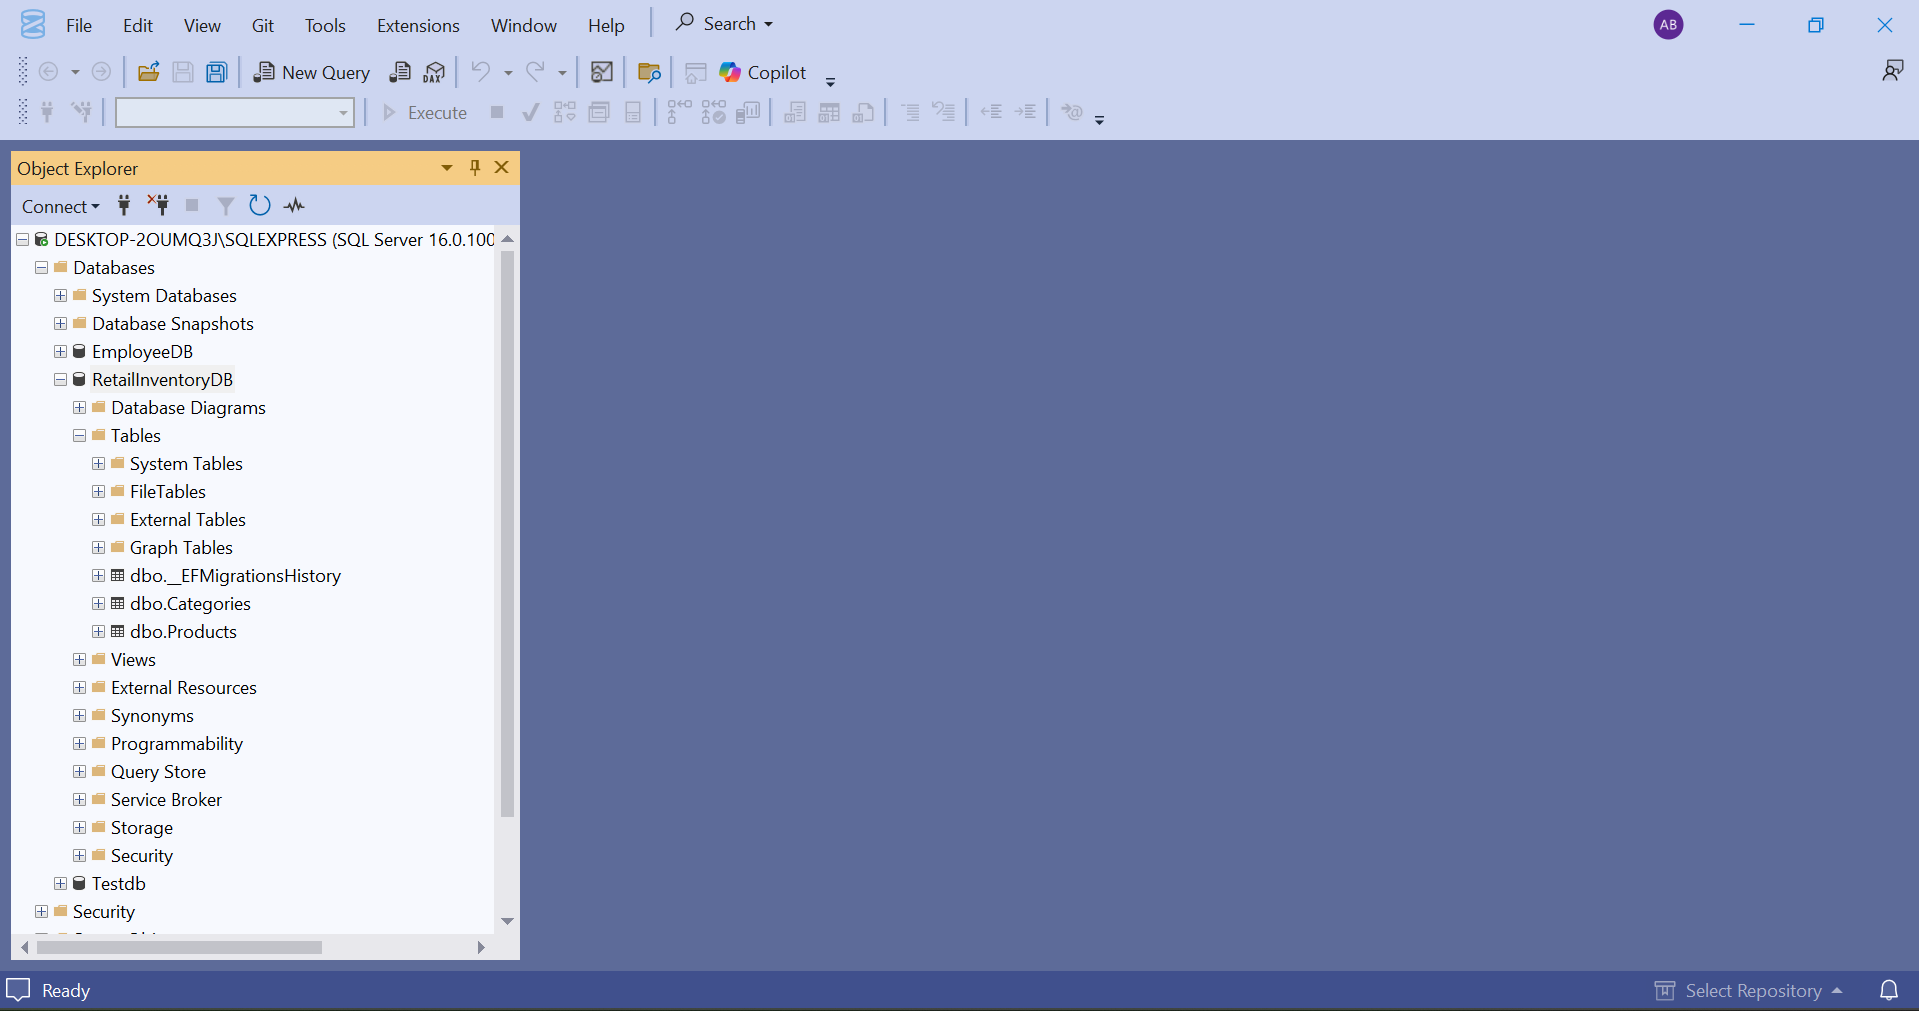 File Edit View Git Tools Extensions Window Help Search
AB
New Query DAX Copilot
Execute
Object Explorer
Connect
DESKTOP-2OUMQ3J\SQLEXPRESS (SQL Server 16.0.100
Databases
System Databases
Database Snapshots
EmployeeDB
RetailInventoryDB
Database Diagrams
Tables
System Tables
FileTables
External Tables
Graph Tables
dbo.__EFMigrationsHistory
dbo.Categories
dbo.Products
Views
External Resources
Synonyms
Programmability
Query Store
Service Broker
Storage
Security
Testdb
Security
Ready
Select Repository